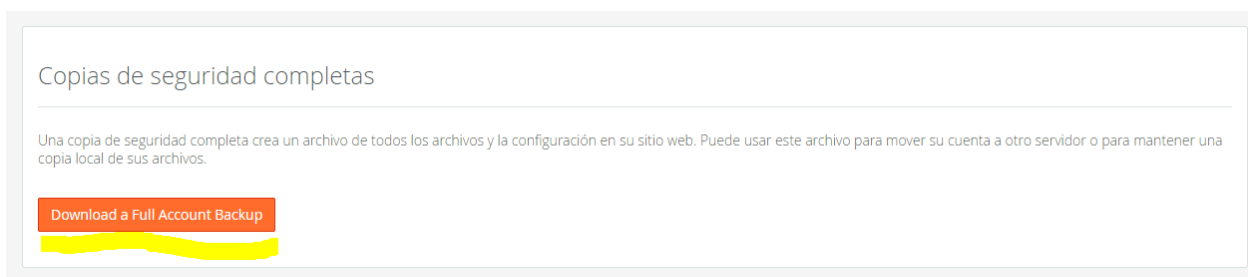 Copias de seguridad completas
Una copia de seguridad completa crea un archivo de todos los archivos y la configuración en su sitio web. Puede usar este archivo para mover su cuenta a otro servidor o para mantener una
copia local de sus archivos.
Download a Full Account Backup